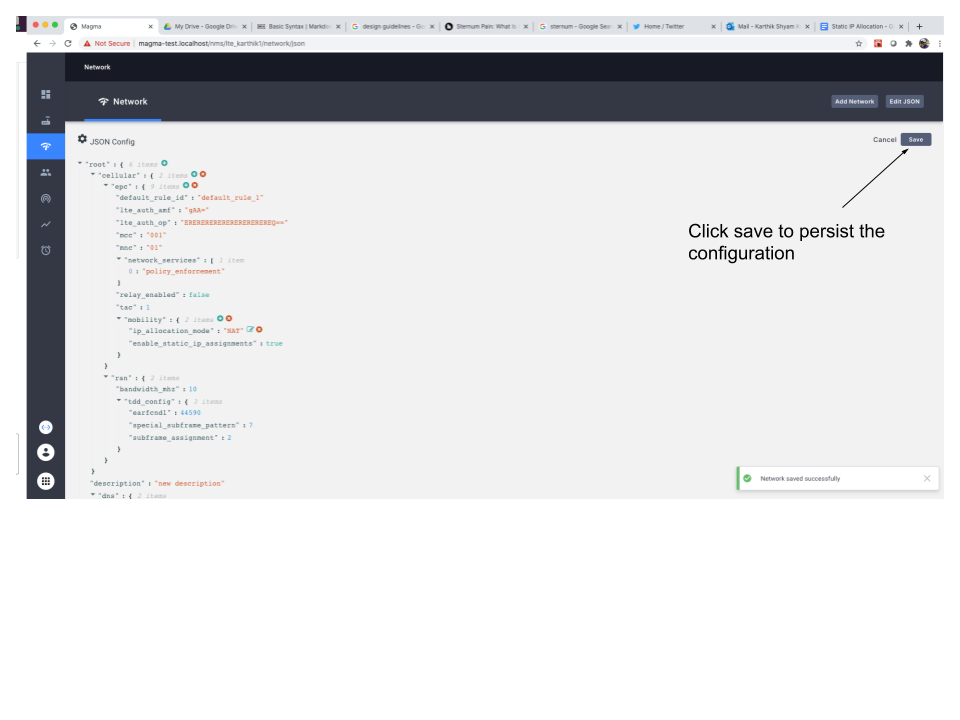 Magma
My Drive - Google Dri
Basic Syntax | Markdo
design guidelines - Go
Sternum Pain: What Is
sternum - Google Sear
Home / Twitter
Mail - Karthik Shyam K
Static IP Allocation - G
Not Secure | magma-test.localhost/nms/lte_karthik1/network/json
Network
Network
Add Network
Edit JSON
JSON Config
Cancel
Save
"root" : { 6 items
"cellular" : { 2 items
"epc" : { 9 items
"default_rule_id" : "default_rule_1"
"lte_auth_amf" : "gAA="
"lte_auth_op" : "EREREREREREREREREREREQ=="
"mcc" : "001"
"mnc" : "01"
"network_services" : [ 1 item
0 : "policy_enforcement"
]
"relay_enabled" : false
"tac" : 1
"mobility" : { 2 items
"ip_allocation_mode" : "NAT"
"enable_static_ip_assignments" : true
}
}
"ran" : { 2 items
"bandwidth_mhz" : 10
"tdd_config" : { 3 items
"earfcndl" : 44590
"special_subframe_pattern" : 7
"subframe_assignment" : 2
}
}
}
"description" : "new description"
"dns" : { 2 items
Click save to persist the
configuration
Network saved successfully